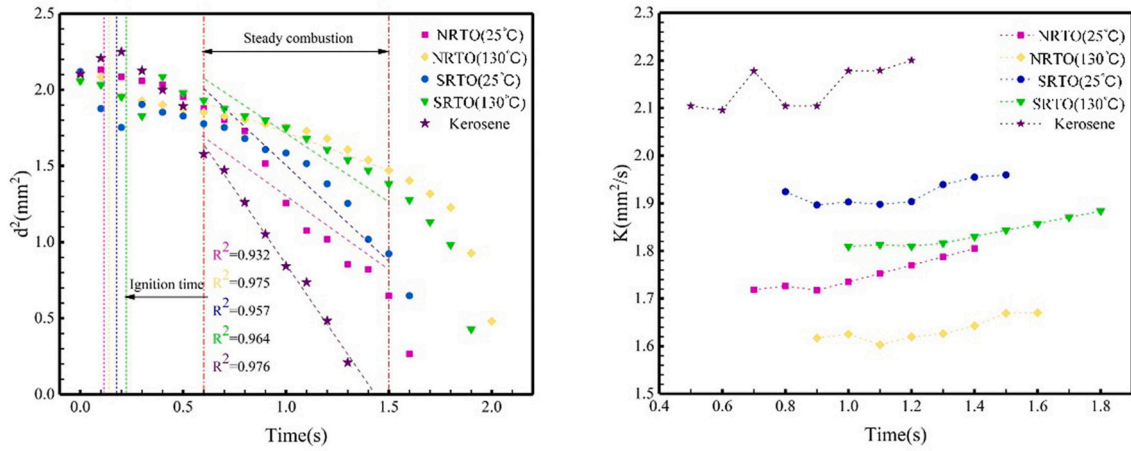 2.5
2.0
1.5
1.0
0.5
0.0
d²(mm²)
Steady combustion
NRTO(25°C)
NRTO(130°C)
SRTO(25°C)
SRTO(130°C)
Kerosene
R²=0.932
R²=0.975
R²=0.957
R²=0.964
R²=0.976
Ignition time
0.0 0.5 1.0 1.5 2.0
Time(s)
2.3
2.2
2.1
2.0
1.9
1.8
1.7
1.6
1.5
K(mm²/s)
NRTO(25°C)
NRTO(130°C)
SRTO(25°C)
SRTO(130°C)
Kerosene
0.4 0.6 0.8 1.0 1.2 1.4 1.6 1.8
Time(s)